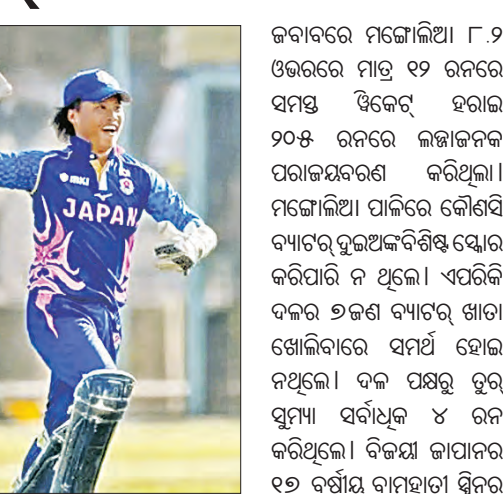 IRKI
JAPAN
ଜବାବରେ ମଙ୍ଗୋଲିଆ ୮.୨
ଓଭରରେ ମାତ୍ର ୧୨ ରନରେ
ସମସ୍ତ ୱିକେଟ୍ ହରାଇ
୨୦୫ ରନରେ ଲଜ୍ଜାଜନକ
ପରାଜୟବରଣ କରିଥିଲା।
ମଙ୍ଗୋଲିଆ ପାଳିରେ କୌଣସି
ବ୍ୟାଟର୍ ଦୁଇଅଙ୍କବିଶିଷ୍ଟ ସ୍କୋର
କରିପାରି ନ ଥିଲେ। ଏପରିକି
ଦଳର ୭ଜଣ ବ୍ୟାଟର୍ ଖାତା
ଖୋଲିବାରେ ସମର୍ଥ ହୋଇ
ନଥିଲେ। ଦଳ ପକ୍ଷରୁ ତୁର୍
ସୁମ୍ୟା ସର୍ବାଧିକ ୪ ରନ
କରିଥିଲେ। ବିଜୟୀ ଜାପାନର
୧୭ ବର୍ଷୀୟ ବାମହାତୀ ସ୍ପିନର